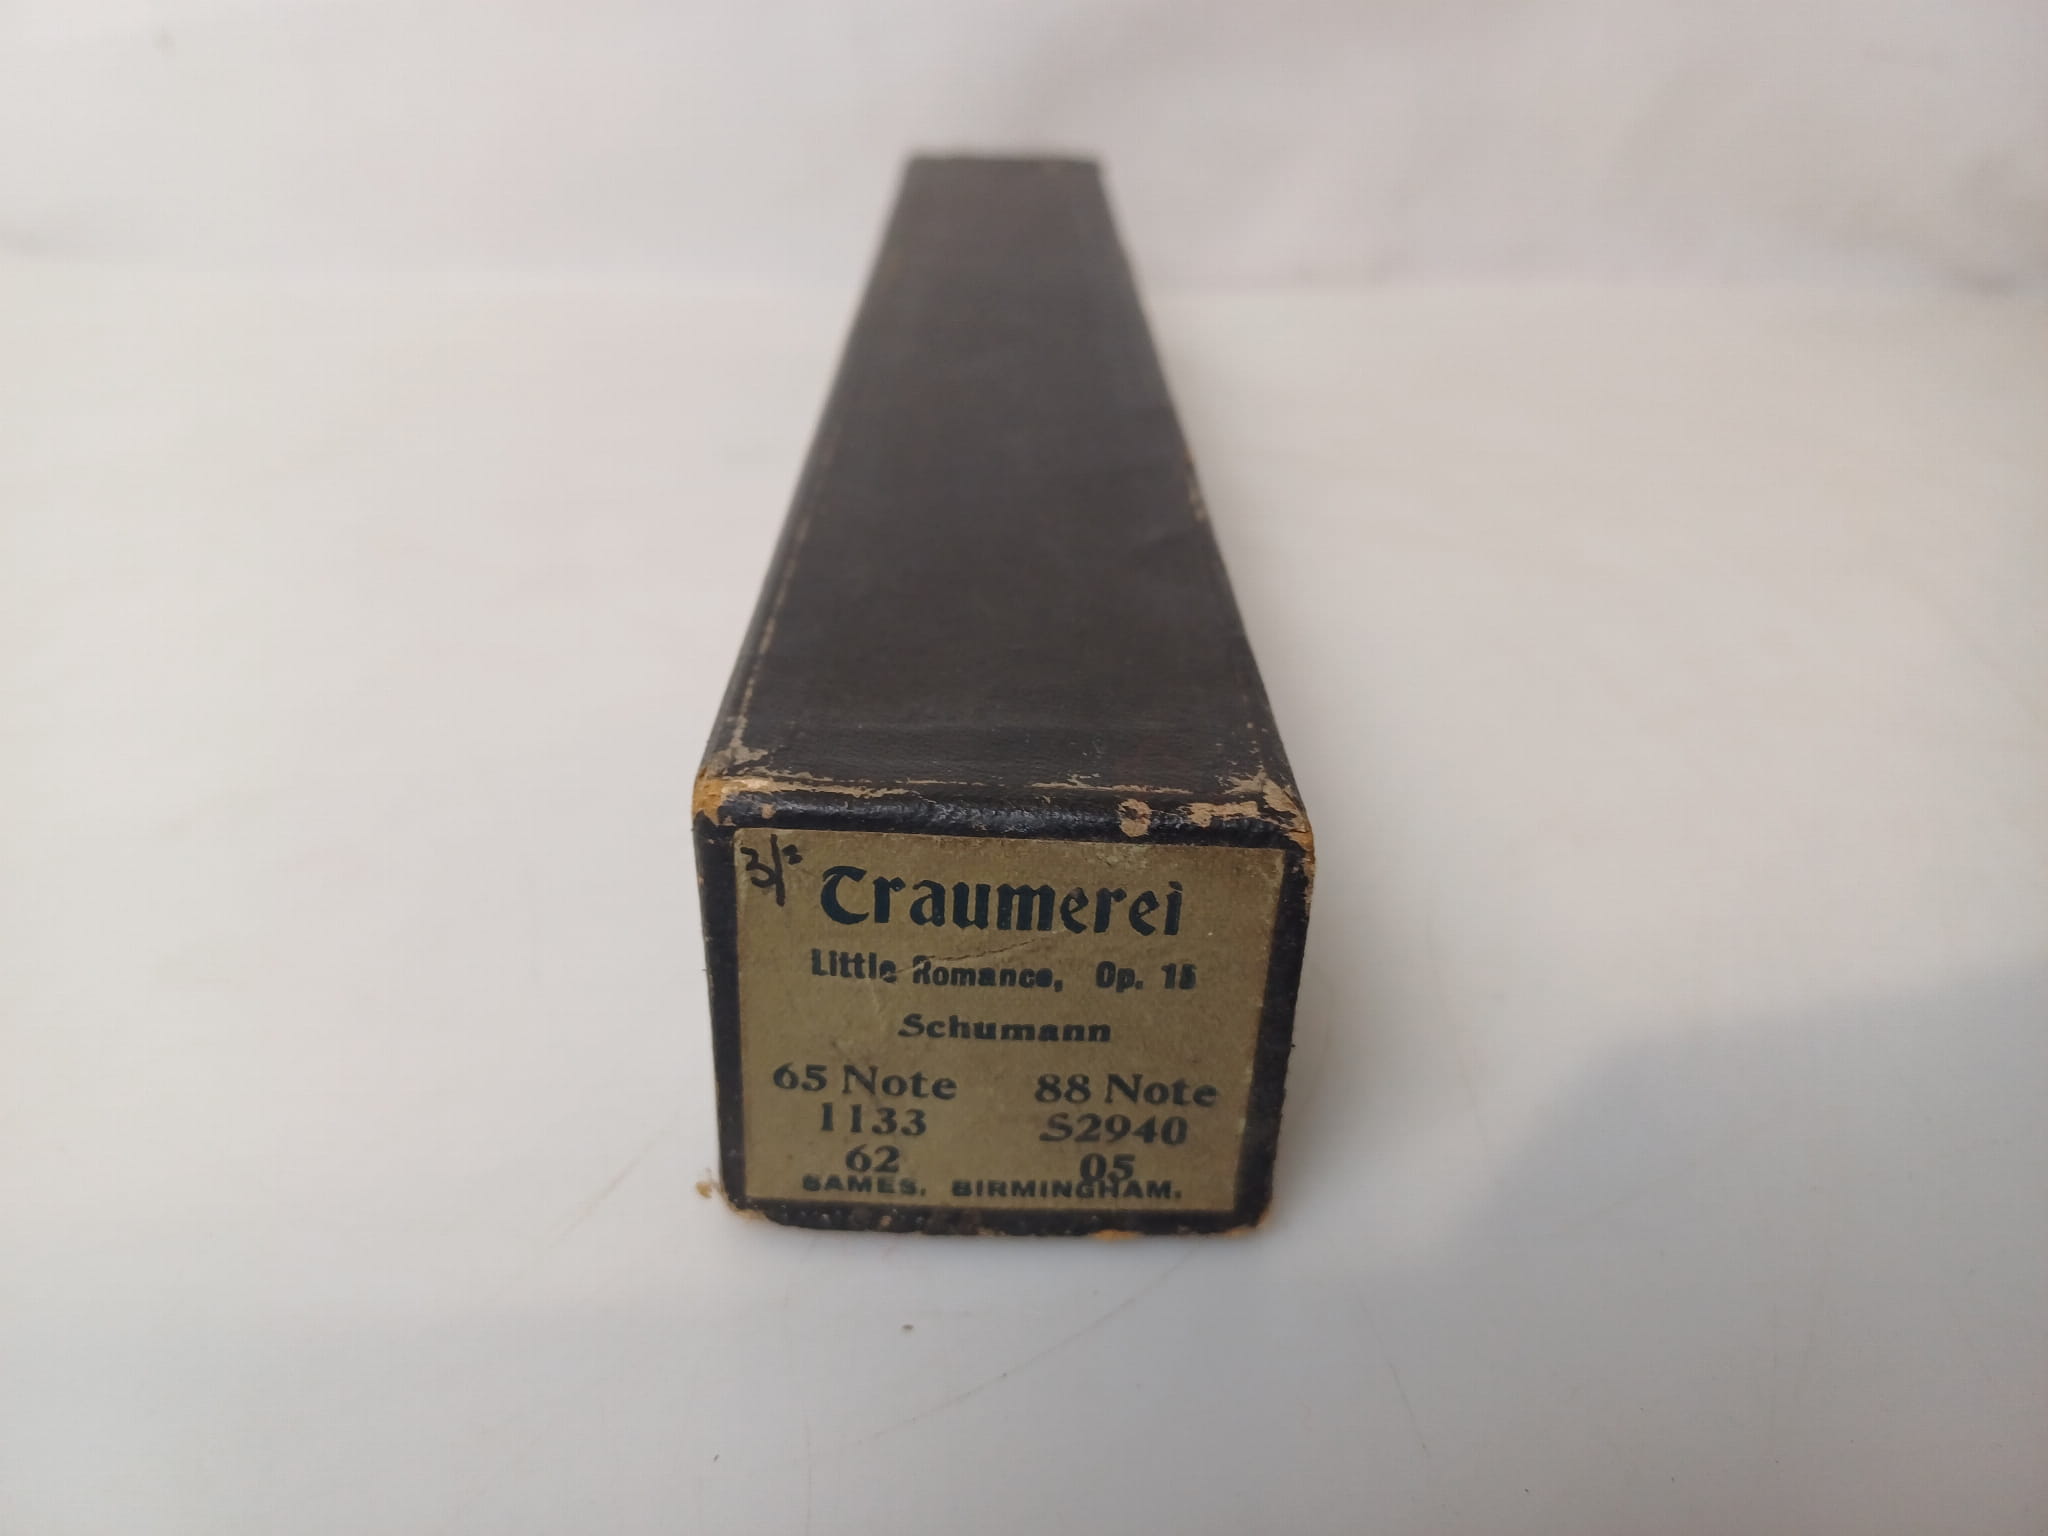 3/=
Traumerei
Little Romance, Op. 15
Schumann
65 Note 88 Note
1133 S2940
62 05
SAMES. BIRMINGHAM.